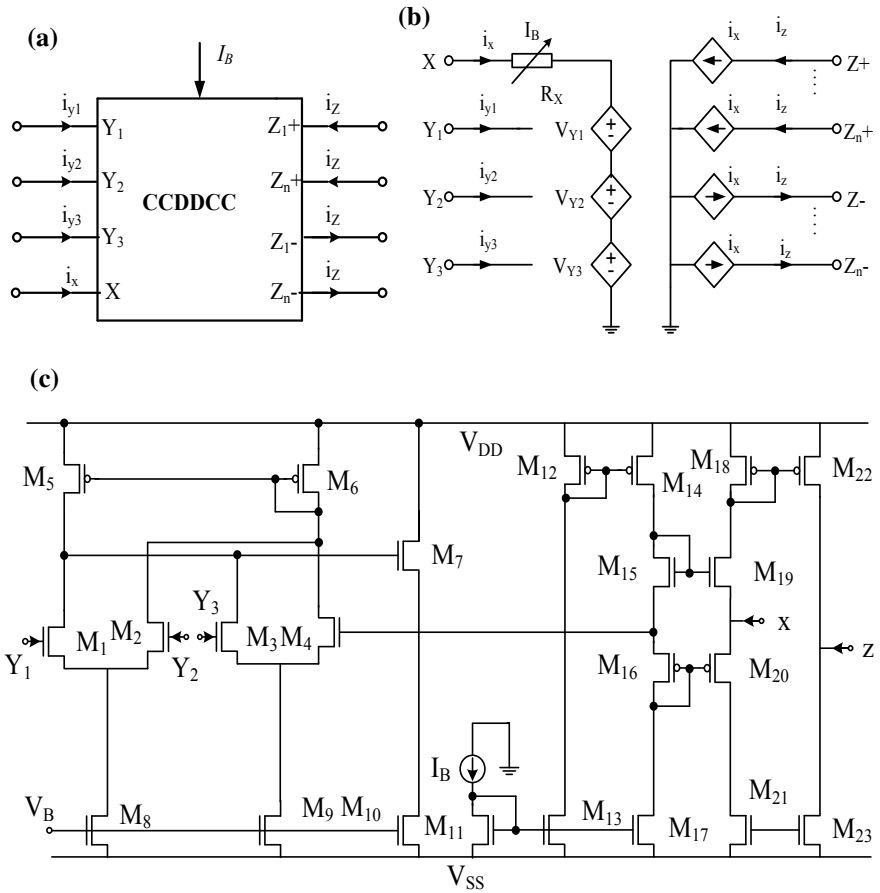 (a)
I_B
i_y1
Y_1
i_Z
Z_1+
i_y2
Y_2
CCDDCC
i_Z
Z_n+
i_y3
Y_3
i_Z
Z_1-
i_x
X
i_Z
Z_n-
(b)
X
i_x
I_B
R_X
i_x
i_z
Z+
Y_1
i_y1
V_Y1
i_x
i_z
Z_n+
Y_2
i_y2
V_Y2
i_x
i_z
Z-
Y_3
i_y3
V_Y3
i_x
i_z
Z_n-
(c)
V_DD
M_5
M_6
M_12
M_14
M_18
M_22
M_7
M_15
M_19
Y_1
M_1
M_2
Y_2
Y_3
M_3
M_4
x
M_16
M_20
z
I_B
V_B
M_8
M_9
M_10
M_11
M_13
M_17
M_21
M_23
V_SS